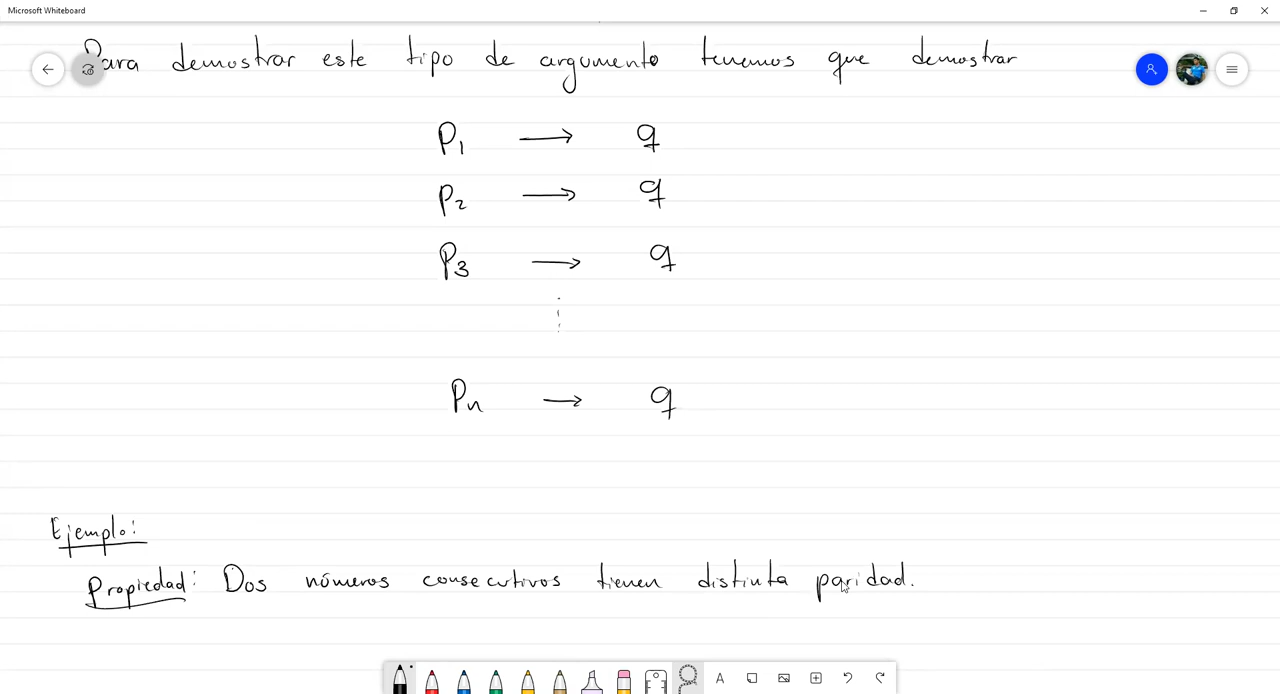 Microsoft Whiteboard
Para demostrar este tipo de argumento tenemos que demostrar
P1 → q
P2 → q
P3 → q
⋮
Pn → q
Ejemplo:
Propiedad: Dos números consecutivos tienen distinta paridad.
A